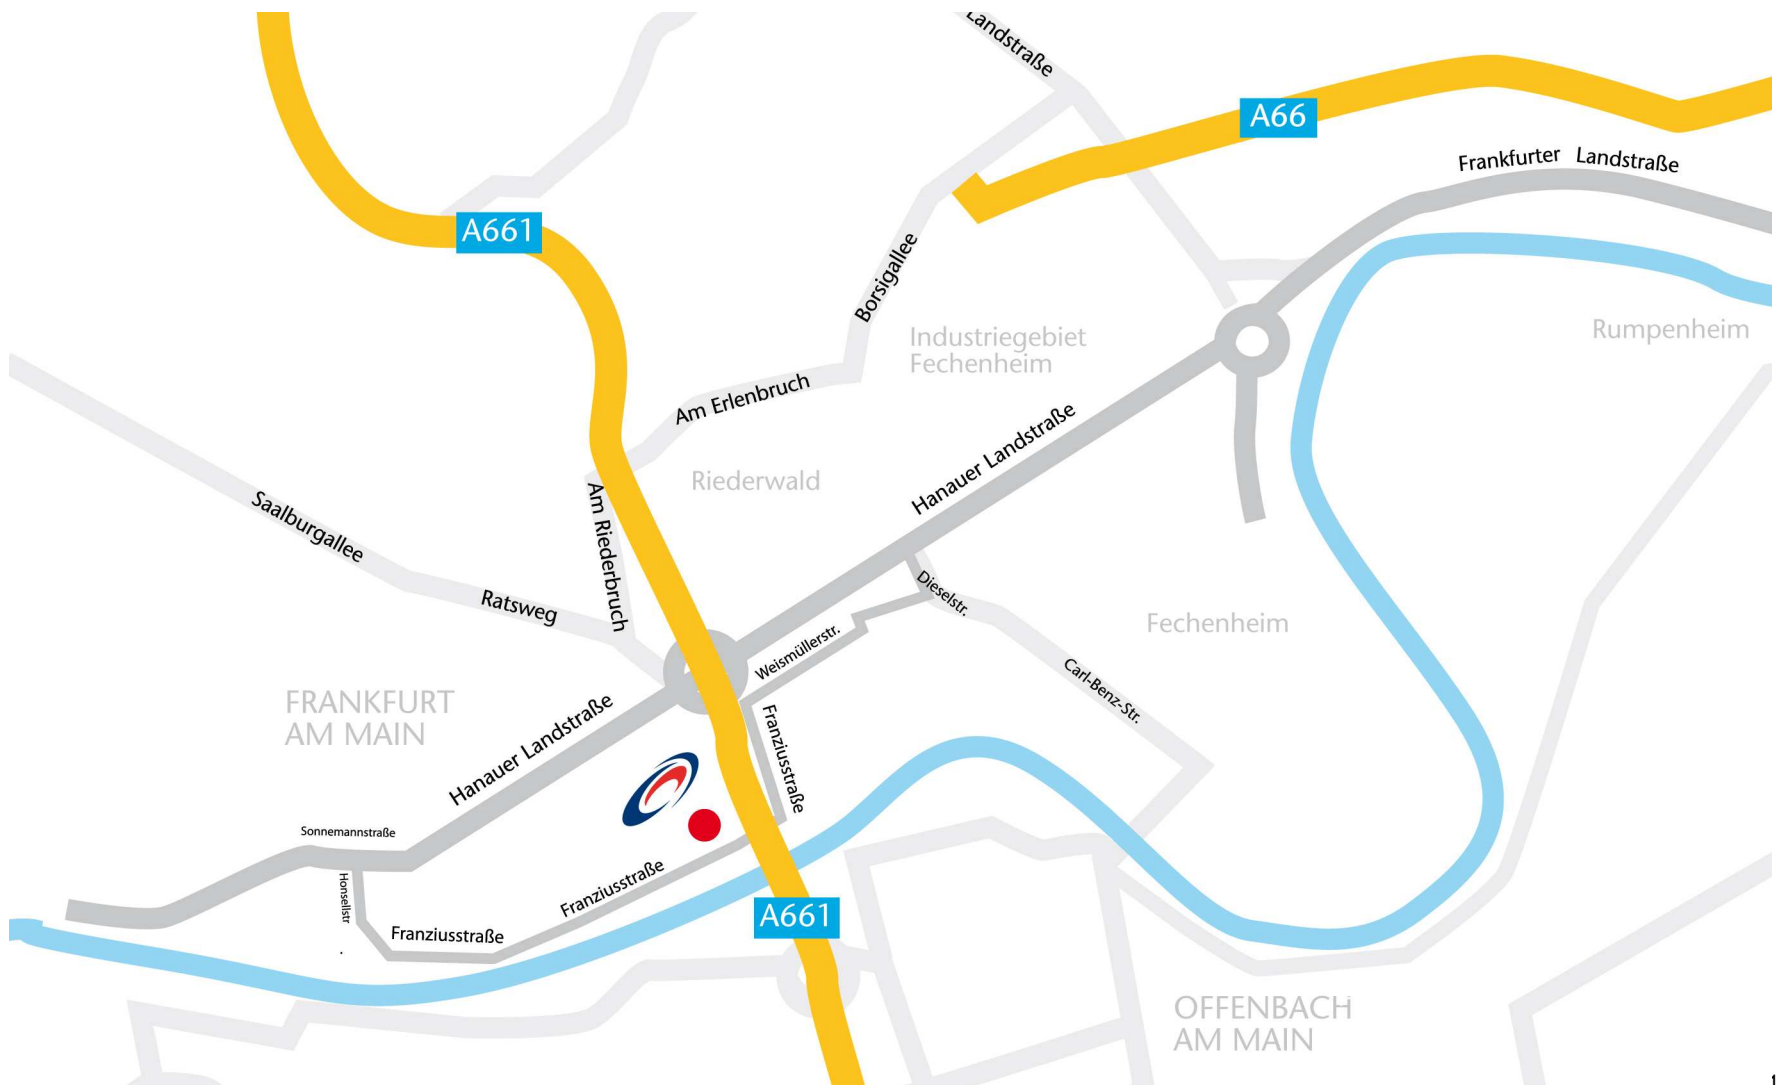 Landstraße
A66
Frankfurter Landstraße
A661
Borsigallee
Industriegebiet
Fechenheim
Rumpenheim
Am Erlenbruch
Hanauer Landstraße
Riederwald
Saalburgallee
Am Riederbruch
Ratsweg
Dieselstr.
Weismüllerstr.
Fechenheim
Carl-Benz-Str.
FRANKFURT
AM MAIN
Hanauer Landstraße
Franziusstraße
Sonnemannstraße
Honsellstr
.
Franziusstraße
Franziusstraße
A661
OFFENBACH
AM MAIN